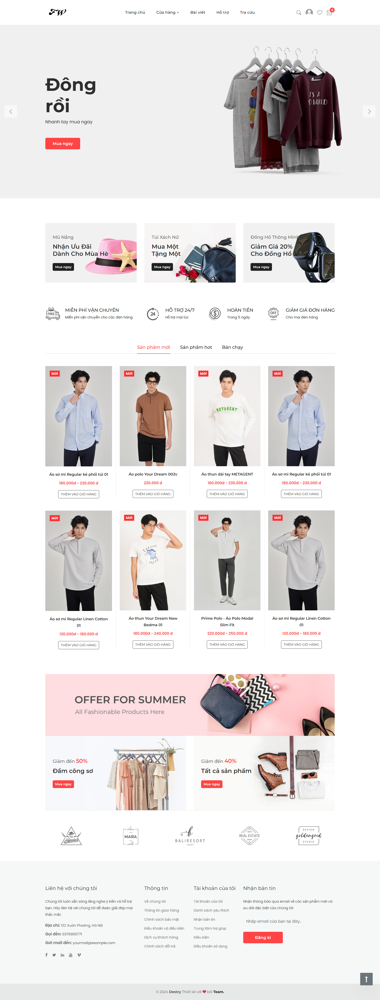 FW
Trang chủ
Cửa hàng
Bài viết
Hỗ trợ
Tra cứu
0
Đông
rồi
Nhanh tay mua ngay
Mua ngay
IT'S A
WORLD
Mũ Nắng
Nhận Ưu Đãi
Dành Cho Mùa Hè
Mua ngay
Túi Xách Nữ
Mua Một
Tặng Một
Mua ngay
Đồng Hồ Thông Minh
Giảm Giá 20%
Cho Đồng Hồ
Mua ngay
FREE
MIỄN PHÍ VẬN CHUYỂN
Miễn phí vận chuyển cho các đơn hàng
24
HỖ TRỢ 24/7
Hỗ trợ mọi lúc
$
HOÀN TIỀN
Trong 5 ngày
OFF
GIẢM GIÁ ĐƠN HÀNG
Cho mọi đơn hàng
Sản phẩm mới
Sản phẩm hot
Bán chạy
Mới
Mới
Mới
Mới
METAGENT
Áo sơ mi Regular kẻ phối túi 01
180.000đ - 230.000 đ
THÊM VÀO GIỎ HÀNG
Áo polo Your Dream 002v
220.000 đ
THÊM VÀO GIỎ HÀNG
Áo thun dài tay METAGENT
160.000đ - 230.000 đ
THÊM VÀO GIỎ HÀNG
Áo sơ mi Regular kẻ phối túi 01
180.000đ - 230.000 đ
THÊM VÀO GIỎ HÀNG
Mới
Mới
Mới
Mới
CHASING
YOUR
DREAM
Áo sơ mi Regular Linen Cotton
01
120.000đ - 180.000 đ
THÊM VÀO GIỎ HÀNG
Áo thun Your Dream Naw
Bedma 01
180.000đ - 240.000 đ
THÊM VÀO GIỎ HÀNG
Prime Polo - Áo Polo Modal
Slim Fit
220.000đ - 250.000 đ
THÊM VÀO GIỎ HÀNG
Áo sơ mi Regular Linen Cotton
01
120.000đ - 180.000 đ
THÊM VÀO GIỎ HÀNG
OFFER FOR SUMMER
All Fashionable Products Here
Giảm đến 50%
Đầm công sở
Mua ngay
Giảm đến 40%
Tất cả sản phẩm
Mua ngay
Hipster
urban
MARA
world
BALIRESORT
SMITH
REAL ESTATE
GROUP
DESIGN
goldengrid
STUDIO
Liên hệ với chúng tôi
Chúng tôi luôn sẵn sàng lắng nghe ý kiến và hỗ trợ
bạn. Hãy liên hệ với chúng tôi để được giải đáp mọi
thắc mắc
Địa chỉ: 132 Xuân Phương, Hà Nội
Gọi đến: 0376900771
Gửi mail đến: yourmail@example.com
Thông tin
Về chúng tôi
Thông tin giao hàng
Chính sách bảo mật
Điều khoản và điều kiện
Dịch vụ khách hàng
Chính sách đổi trả
Tài khoản của tôi
Tài khoản của tôi
Danh sách yêu thích
Nhận bản tin
Trung tâm trợ giúp
Điều kiện
Điều khoản sử dụng
Nhận bản tin
Nhận thông báo qua email về các sản phẩm mới và
ưu đãi đặc biệt của chúng tôi
Nhập email của bạn tại đây..
Đăng kí
© 2024 Destry Thiết kế với ❤ bởi Team.